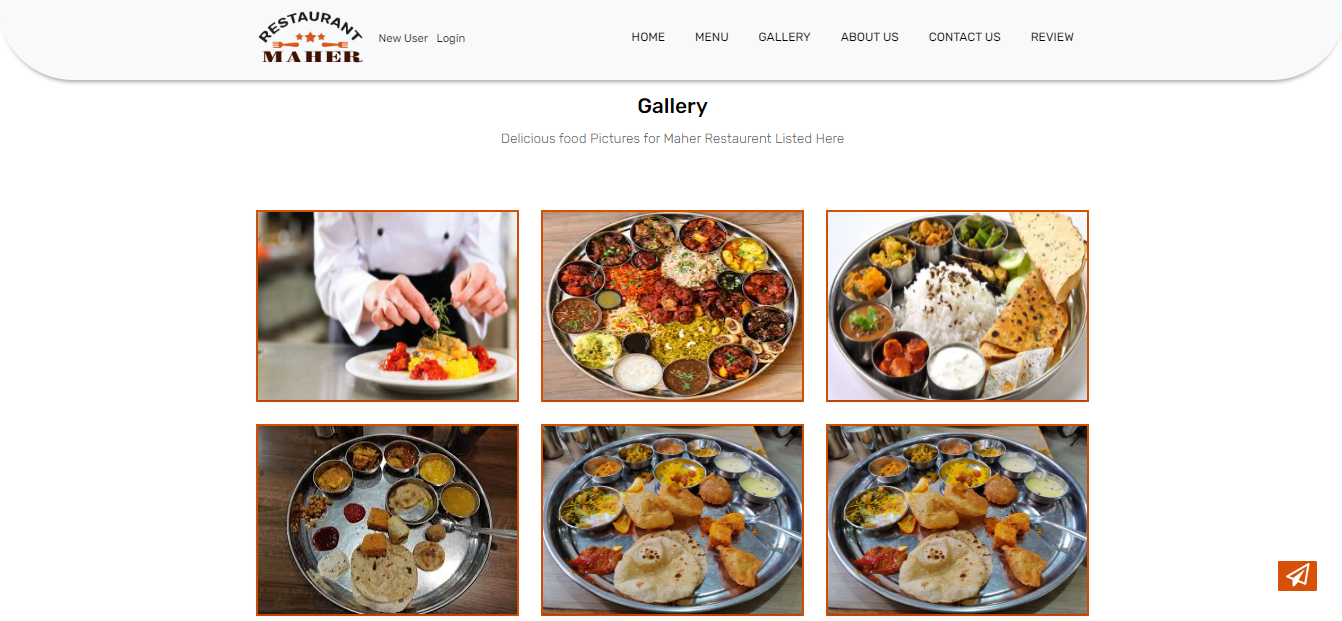 RESTAURANT
MAHER
New User Login
HOME MENU GALLERY ABOUT US CONTACT US REVIEW
Gallery
Delicious food Pictures for Maher Restaurent Listed Here